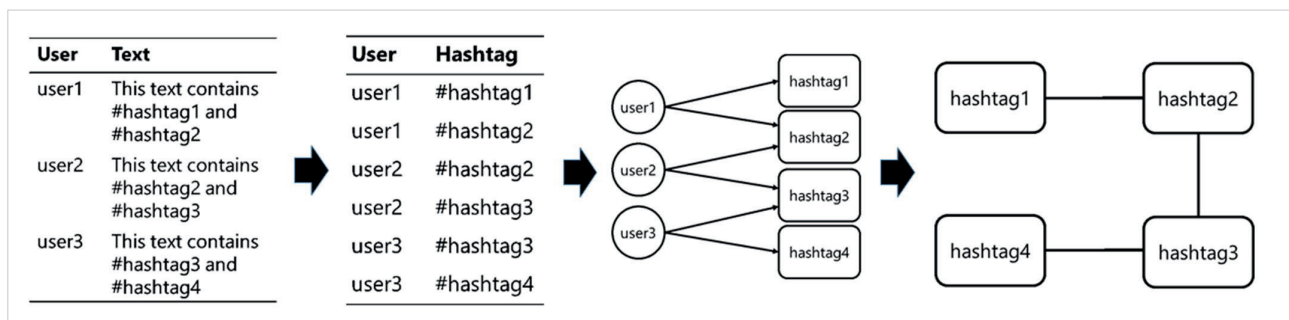 User Text
user1 This text contains
#hashtag1 and
#hashtag2
user2 This text contains
#hashtag2 and
#hashtag3
user3 This text contains
#hashtag3 and
#hashtag4
User Hashtag
user1 #hashtag1
user1 #hashtag2
user2 #hashtag2
user2 #hashtag3
user3 #hashtag3
user3 #hashtag4
user1
user2
user3
hashtag1
hashtag2
hashtag3
hashtag4
hashtag1 hashtag2
hashtag4 hashtag3